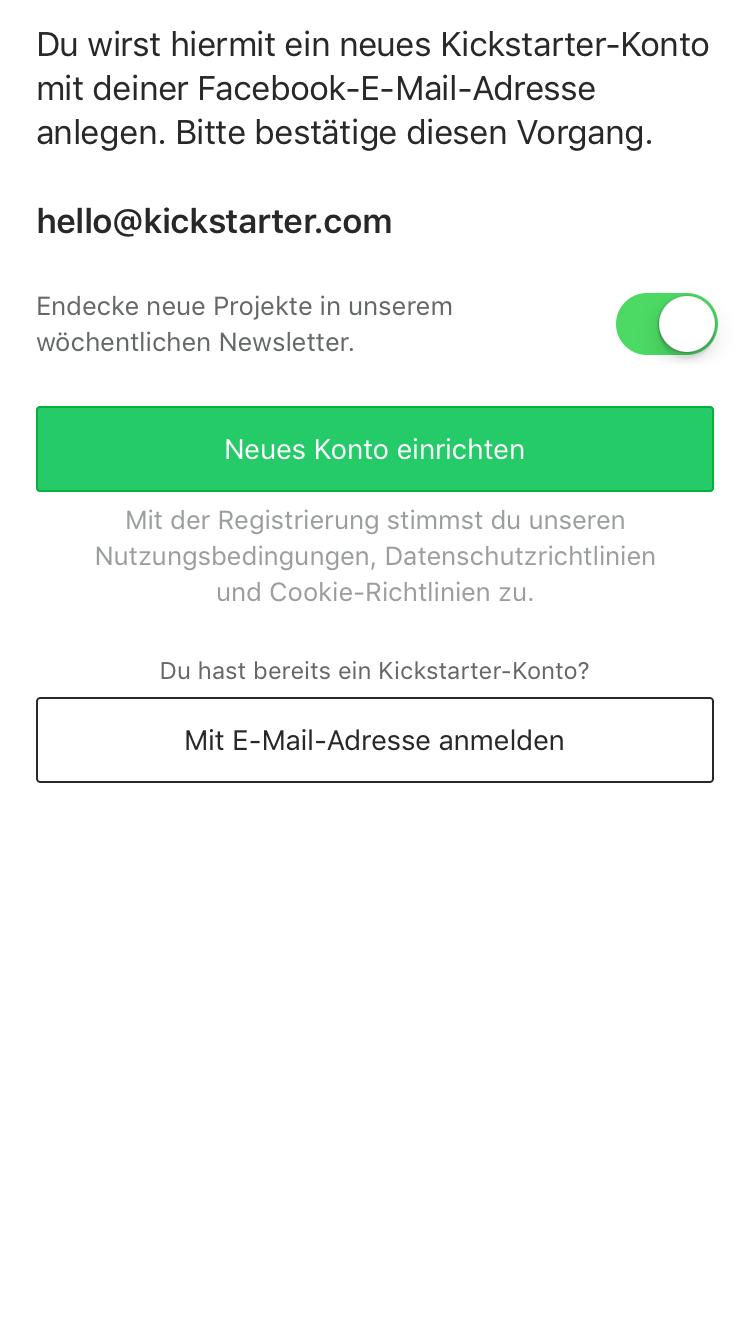 Du wirst hiermit ein neues Kickstarter-Konto
mit deiner Facebook-E-Mail-Adresse
anlegen. Bitte bestätige diesen Vorgang.
hello@kickstarter.com
Endecke neue Projekte in unserem
wöchentlichen Newsletter.
Neues Konto einrichten
Mit der Registrierung stimmst du unseren
Nutzungsbedingungen, Datenschutzrichtlinien
und Cookie-Richtlinien zu.
Du hast bereits ein Kickstarter-Konto?
Mit E-Mail-Adresse anmelden